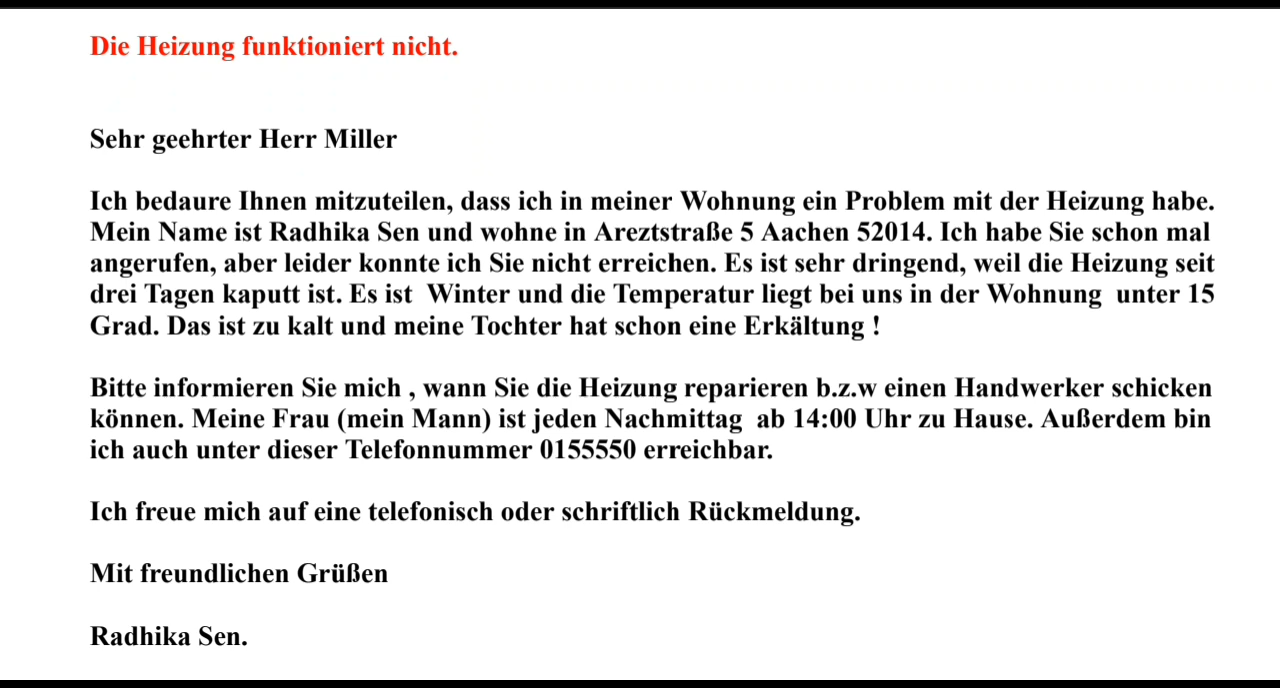 Die Heizung funktioniert nicht.
Sehr geehrter Herr Miller
Ich bedaure Ihnen mitzuteilen, dass ich in meiner Wohnung ein Problem mit der Heizung habe.
Mein Name ist Radhika Sen und wohne in Areztstraße 5 Aachen 52014. Ich habe Sie schon mal
angerufen, aber leider konnte ich Sie nicht erreichen. Es ist sehr dringend, weil die Heizung seit
drei Tagen kaputt ist. Es ist  Winter und die Temperatur liegt bei uns in der Wohnung  unter 15
Grad. Das ist zu kalt und meine Tochter hat schon eine Erkältung !
Bitte informieren Sie mich , wann Sie die Heizung reparieren b.z.w einen Handwerker schicken
können. Meine Frau (mein Mann) ist jeden Nachmittag  ab 14:00 Uhr zu Hause. Außerdem bin
ich auch unter dieser Telefonnummer 0155550 erreichbar.
Ich freue mich auf eine telefonisch oder schriftlich Rückmeldung.
Mit freundlichen Grüßen
Radhika Sen.